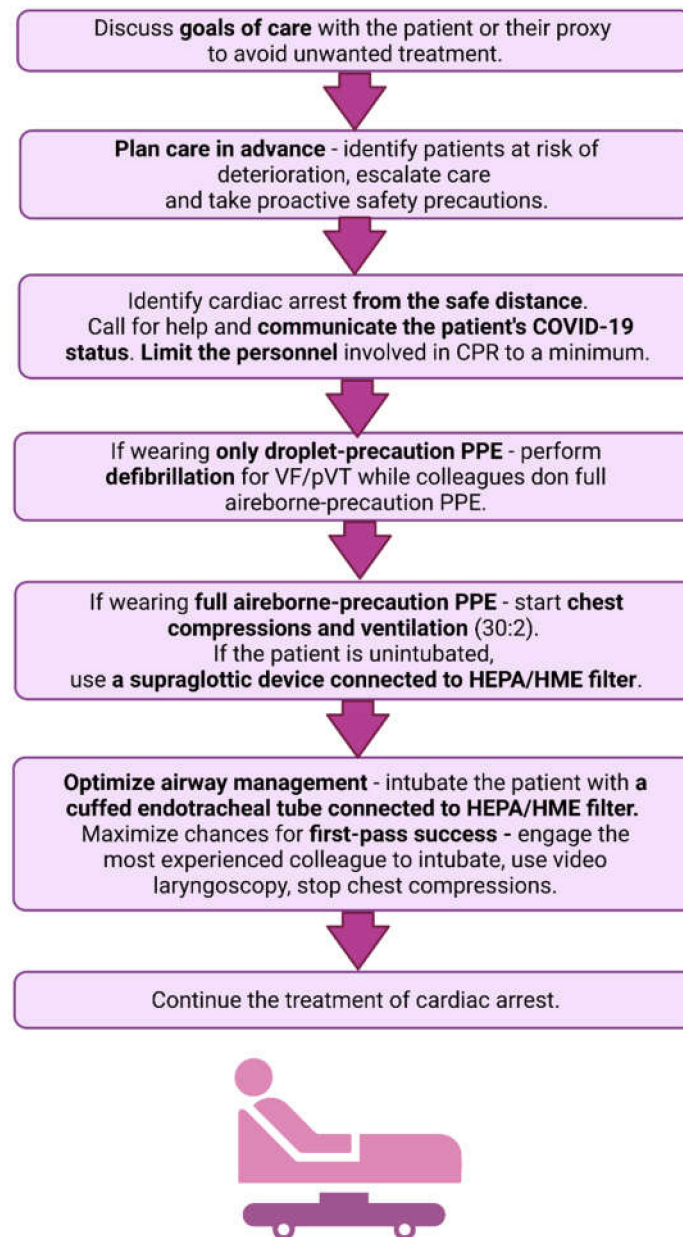 Discuss goals of care with the patient or their proxy
to avoid unwanted treatment.
Plan care in advance - identify patients at risk of
deterioration, escalate care
and take proactive safety precautions.
Identify cardiac arrest from the safe distance.
Call for help and communicate the patient's COVID-19
status. Limit the personnel involved in CPR to a minimum.
If wearing only droplet-precaution PPE - perform
defibrillation for VF/pVT while colleagues don full
aireborne-precaution PPE.
If wearing full aireborne-precaution PPE - start chest
compressions and ventilation (30:2).
If the patient is unintubated,
use a supraglottic device connected to HEPA/HME filter.
Optimize airway management - intubate the patient with a
cuffed endotracheal tube connected to HEPA/HME filter.
Maximize chances for first-pass success - engage the
most experienced colleague to intubate, use video
laryngoscopy, stop chest compressions.
Continue the treatment of cardiac arrest.